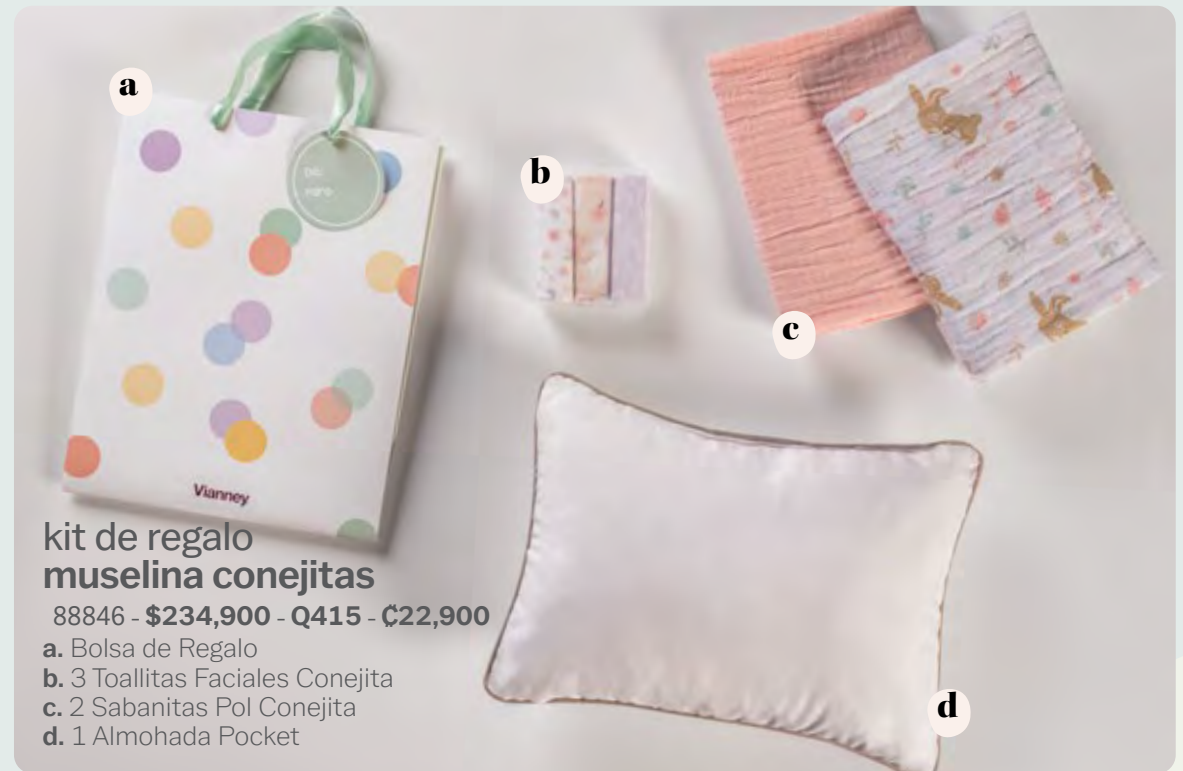 a
b
c
Vianney
kit de regalo
muselina conejitas
88846 - $234,900 - Q415 - ₡22,900
a. Bolsa de Regalo
b. 3 Toallitas Faciales Conejita
c. 2 Sabanitas Pol Conejita
d. 1 Almohada Pocket
d